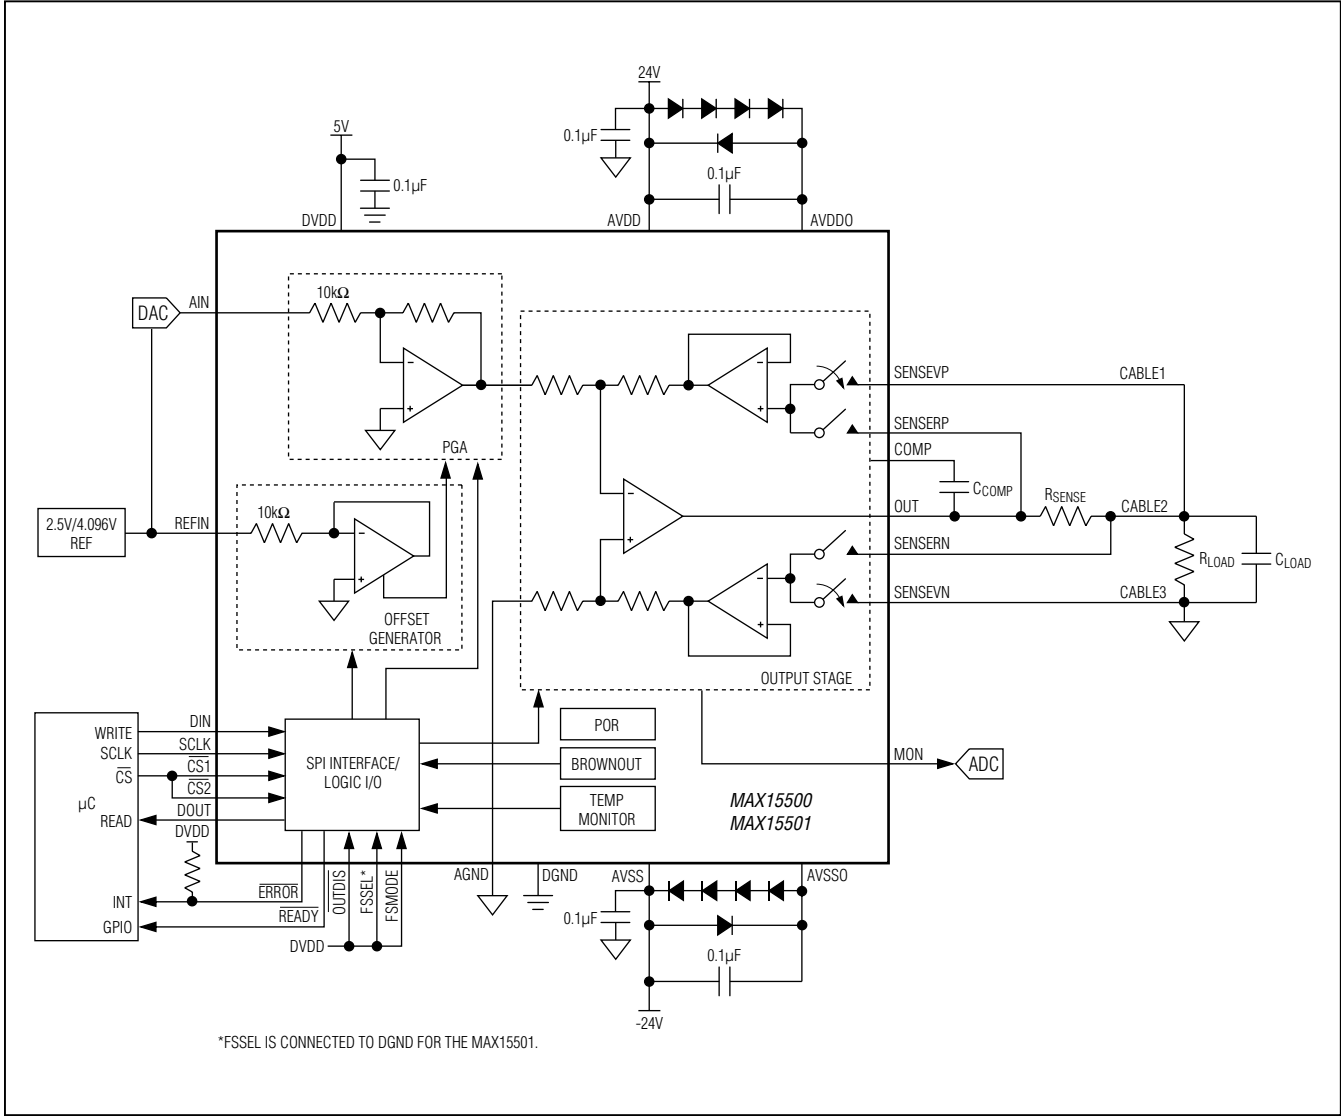 24V
0.1µF
0.1µF
5V
0.1µF
DVDD
AVDD
AVDDO
DAC
AIN
10kΩ
PGA
SENSEVP
CABLE1
SENSERP
COMP
CCOMP
RSENSE
OUT
CABLE2
2.5V/4.096V
REF
REFIN
10kΩ
OFFSET
GENERATOR
SENSERN
RLOAD
CLOAD
SENSEVN
CABLE3
OUTPUT STAGE
µC
WRITE
DIN
SCLK
SCLK
CS
CS1
CS2
READ
DOUT
DVDD
INT
ERROR
GPIO
READY
SPI INTERFACE/
LOGIC I/O
POR
BROWNOUT
TEMP
MONITOR
MAX15500
MAX15501
MON
ADC
OUTDIS
FSSEL*
FSMODE
DVDD
AGND
DGND
AVSS
AVSSO
0.1µF
0.1µF
-24V
*FSSEL IS CONNECTED TO DGND FOR THE MAX15501.